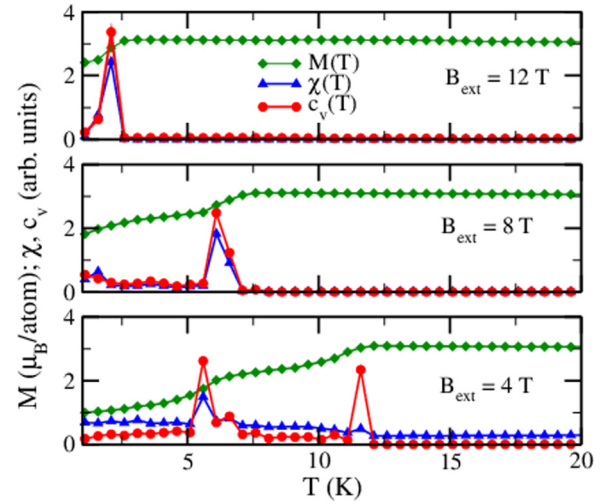 4
2
0
M(T)
χ(T)
c_v(T)
B_ext = 12 T
4
2
0
B_ext = 8 T
4
2
0
B_ext = 4 T
5
10
15
20
T (K)
M (μ_B/atom); χ, c_v (arb. units)